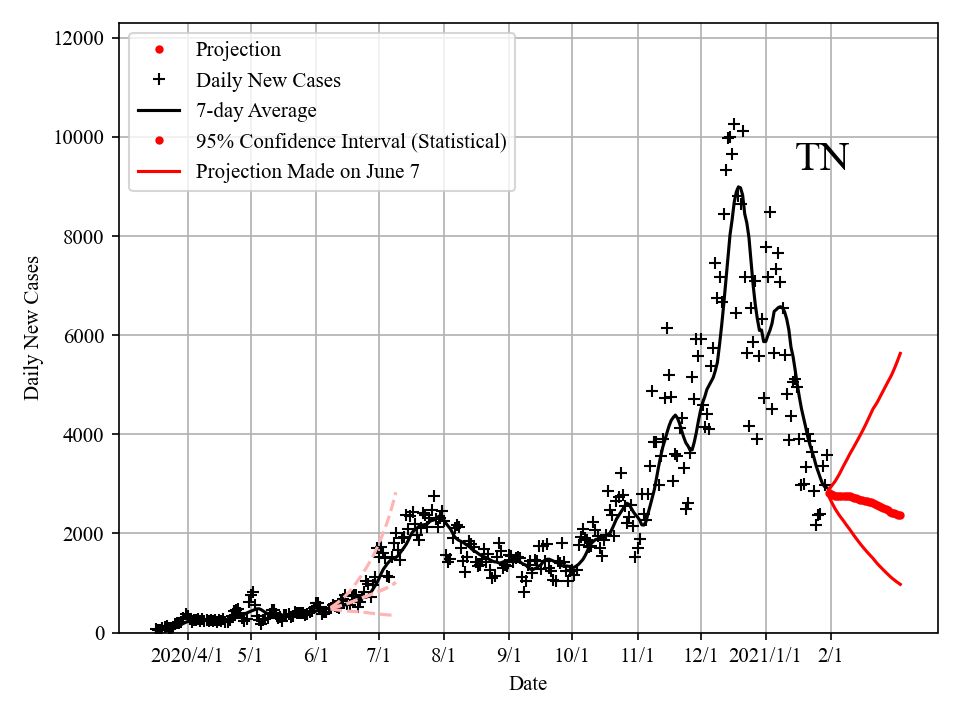 12000
10000
8000
6000
4000
2000
0
Daily New Cases
Projection
Daily New Cases
7-day Average
95% Confidence Interval (Statistical)
Projection Made on June 7
TN
2020/4/1 5/1 6/1 7/1 8/1 9/1 10/1 11/1 12/1 2021/1/1 2/1
Date